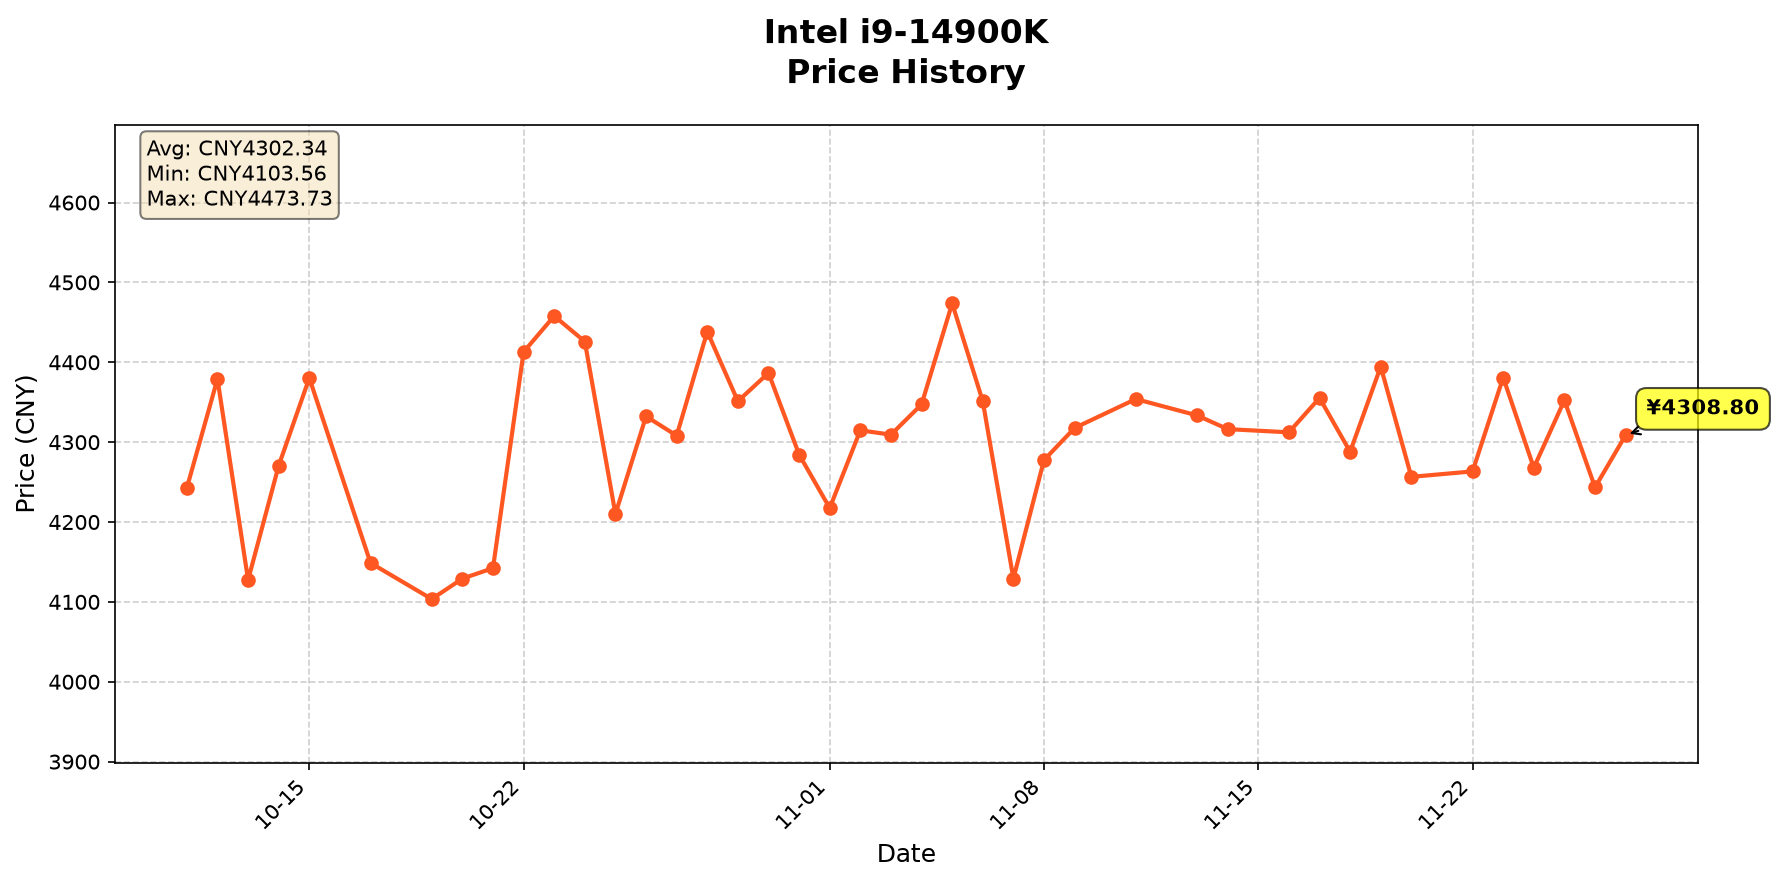 Intel i9-14900K
Price History
Avg: CNY4302.34
Min: CNY4103.56
Max: CNY4473.73
4600
4500
4400
4300
4200
4100
4000
3900
Price (CNY)
¥4308.80
10-15
10-22
11-01
11-08
11-15
11-22
Date